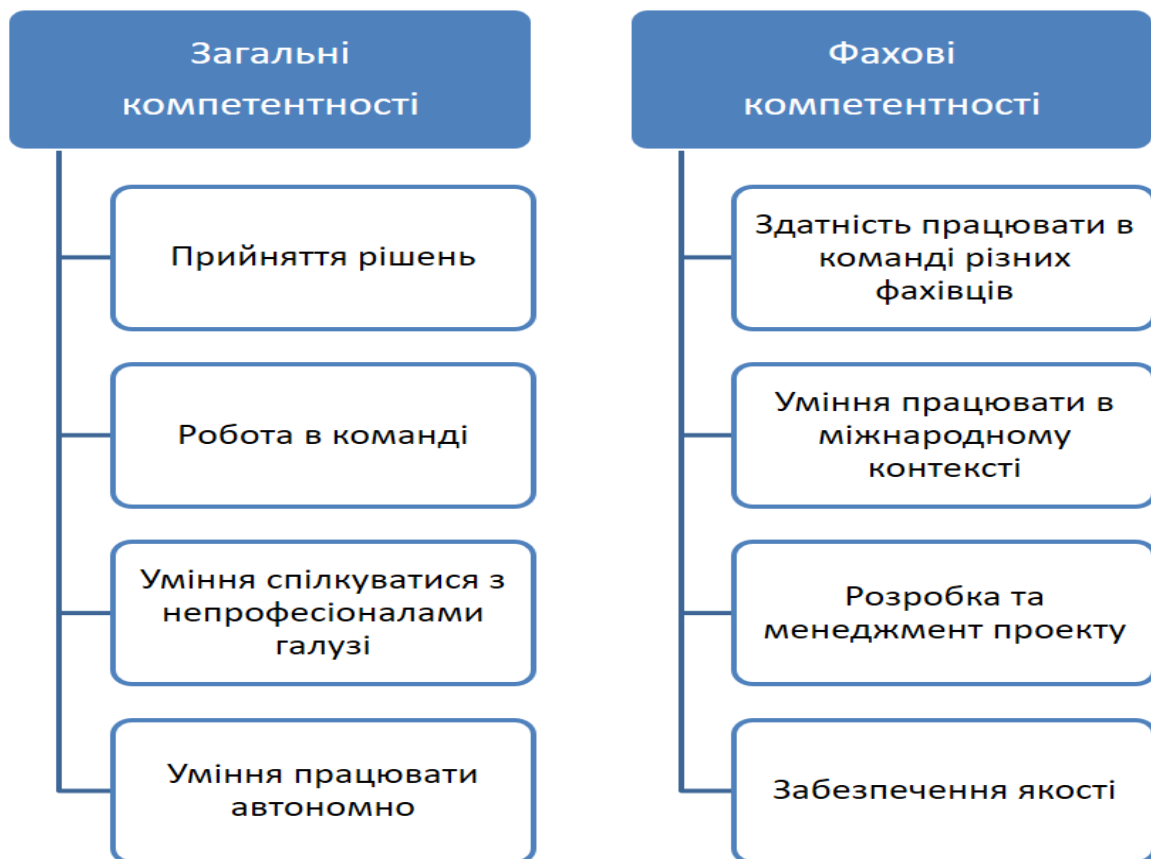 Загальні
компетентності
Прийняття рішень
Робота в команді
Уміння спілкуватися з
непрофесіоналами
галузі
Уміння працювати
автономно
Фахові
компетентності
Здатність працювати в
команді різних
фахівців
Уміння працювати в
міжнародному
контексті
Розробка та
менеджмент проекту
Забезпечення якості